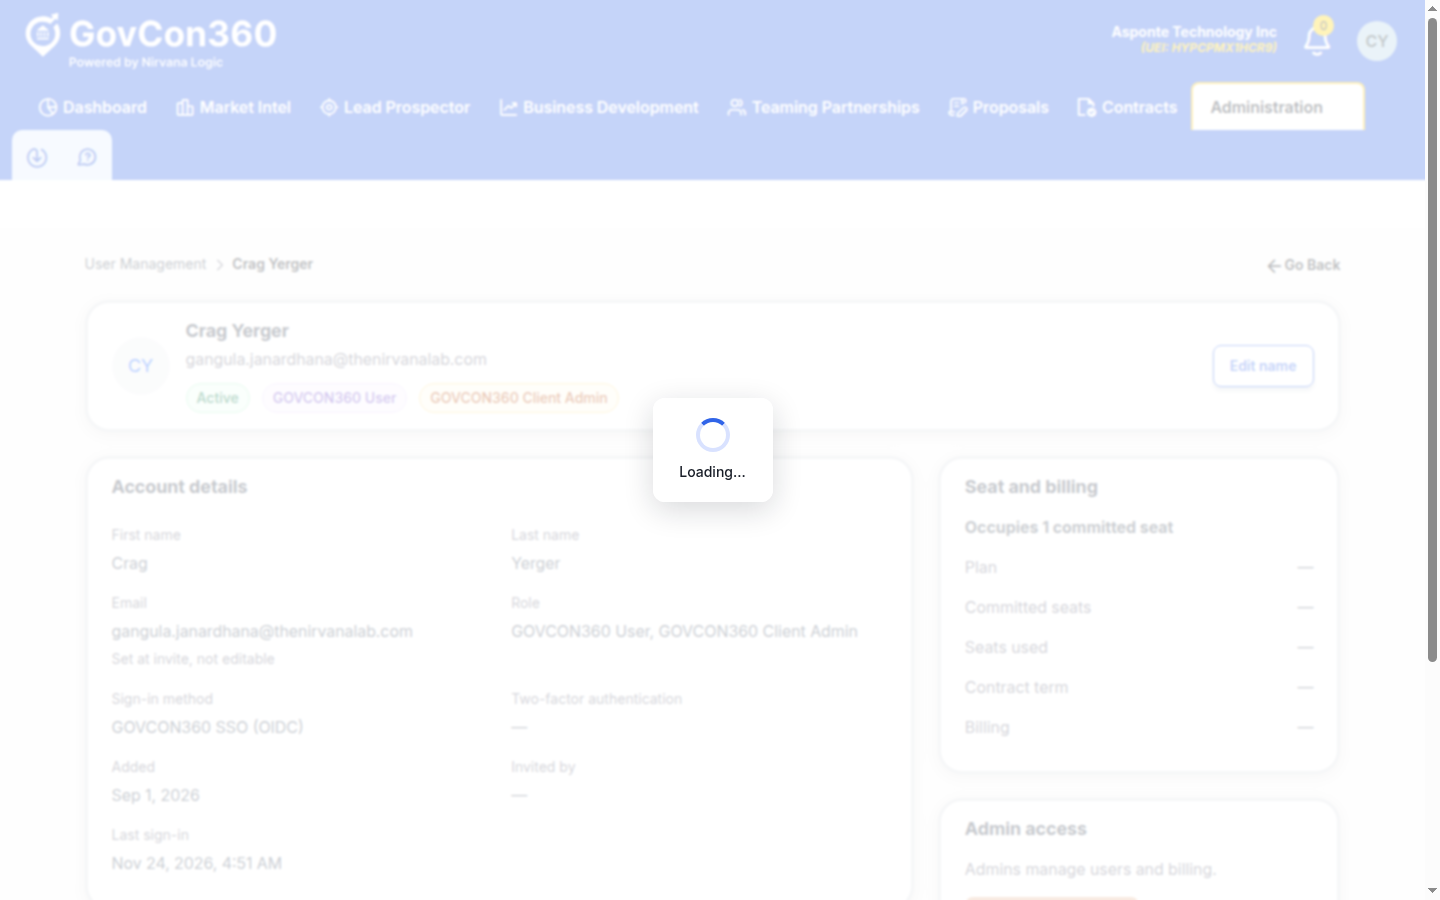 GovCon360
Powered by Nirvana Logic
Asponte Technology Inc
(UEI: HYPCPMX1HCR9)
0
CY
Dashboard
Market Intel
Lead Prospector
Business Development
Teaming Partnerships
Proposals
Contracts
Administration
User Management > Crag Yerger
Go Back
CY
Crag Yerger
gangula.janardhana@thenirvanalab.com
Active
GOVCON360 User
GOVCON360 Client Admin
Edit name
Loading...
Account details
First name
Crag
Last name
Yerger
Email
gangula.janardhana@thenirvanalab.com
Set at invite, not editable
Role
GOVCON360 User, GOVCON360 Client Admin
Sign-in method
GOVCON360 SSO (OIDC)
Two-factor authentication
—
Added
Sep 1, 2026
Invited by
—
Last sign-in
Nov 24, 2026, 4:51 AM
Seat and billing
Occupies 1 committed seat
Plan —
Committed seats —
Seats used —
Contract term —
Billing —
Admin access
Admins manage users and billing.